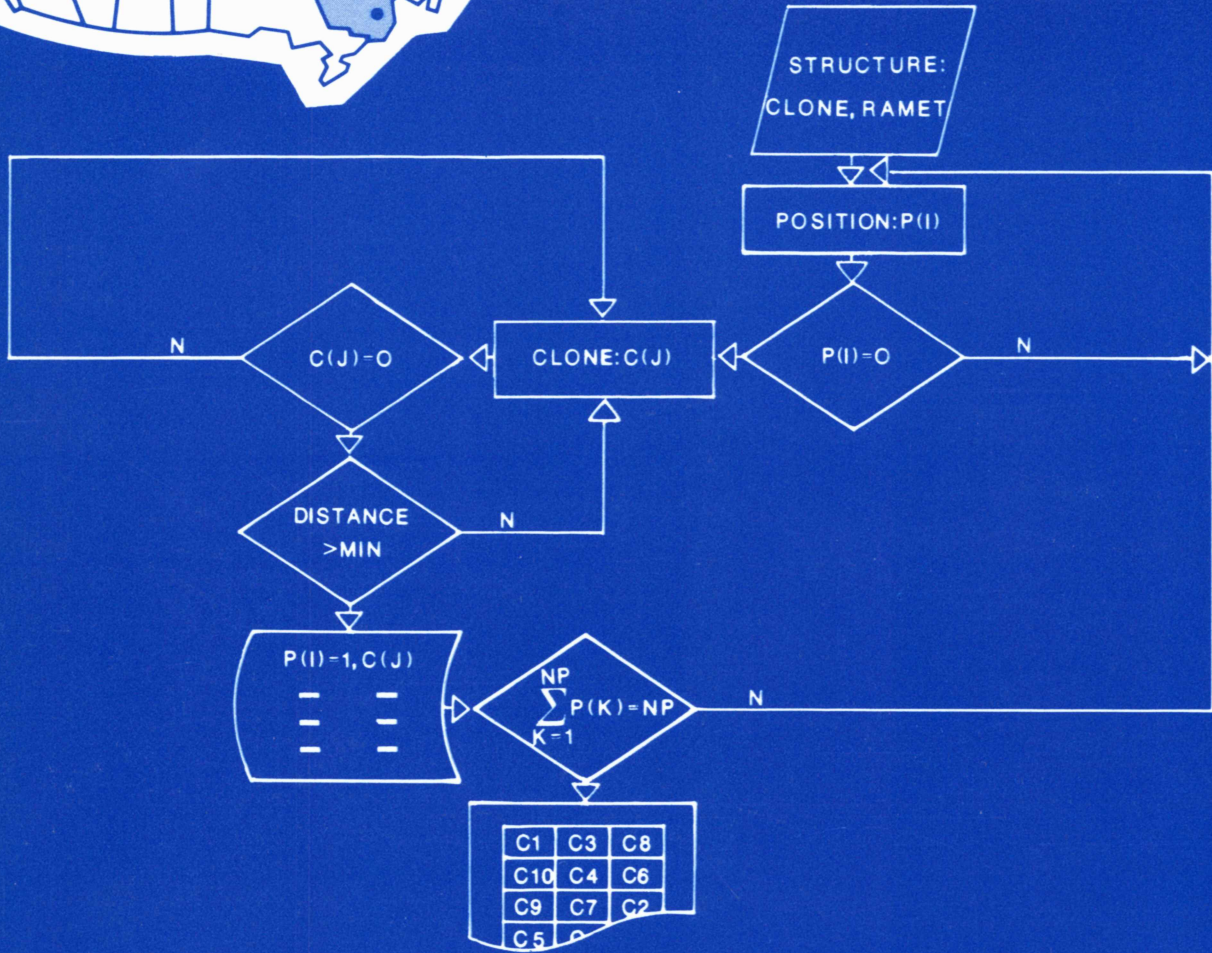 STRUCTURE:
CLONE, RAMET
POSITION:P(I)
P(I)=O
N
CLONE:C(J)
C(J)=O
N
DISTANCE
>MIN
N
P(I)=1,C(J)
NP
∑P(K)=NP
K=1
N
C1 C3 C8
C10 C4 C6
C9 C7 C2
C5